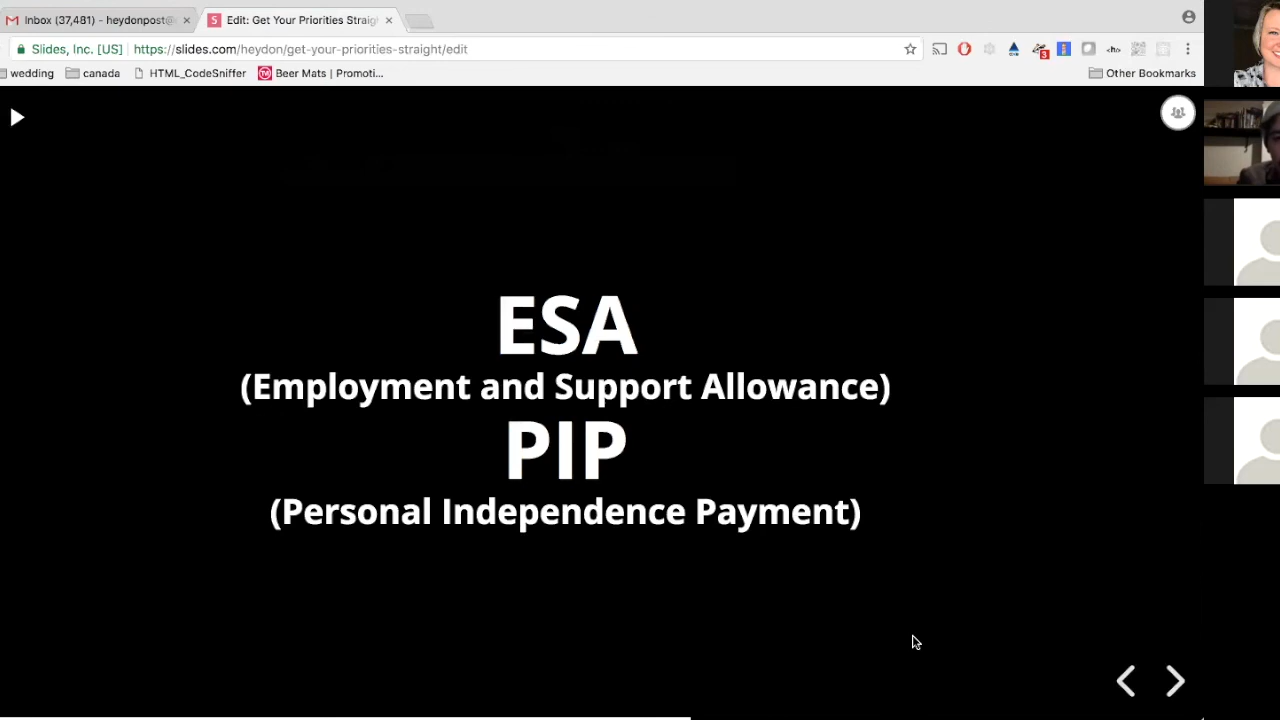 Inbox (37,481) - heydonpost@
Edit: Get Your Priorities Straig
Slides, Inc. [US]
https://slides.com/heydon/get-your-priorities-straight/edit
wedding
canada
HTML_CodeSniffer
Beer Mats | Promoti...
Other Bookmarks
ESA
(Employment and Support Allowance)
PIP
(Personal Independence Payment)